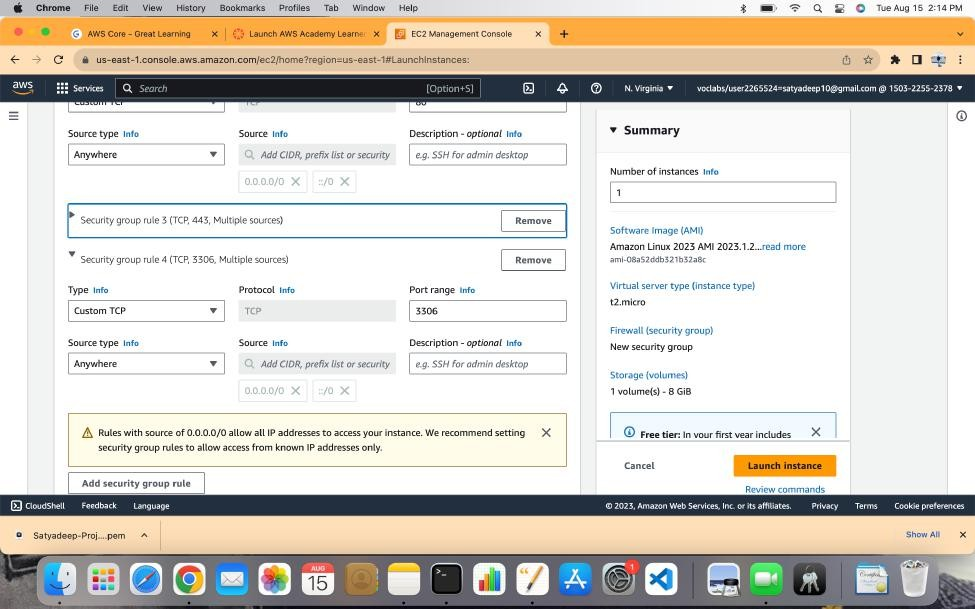 Chrome File Edit View History Bookmarks Profiles Tab Window Help Tue Aug 15 2:14 PM
AWS Core – Great Learning
Launch AWS Academy Learner
EC2 Management Console
us-east-1.console.aws.amazon.com/ec2/home?region=us-east-1#LaunchInstances:
aws Services Search [Option+S] N. Virginia voclabs/user2265524=satyadeep10@gmail.com @ 1503-2255-2378
Custom TCP TCP 80
Source type Info Source Info Description - optional Info
Anywhere Add CIDR, prefix list or security e.g. SSH for admin desktop
0.0.0.0/0 ::/0
Security group rule 3 (TCP, 443, Multiple sources) Remove
Security group rule 4 (TCP, 3306, Multiple sources) Remove
Type Info Protocol Info Port range Info
Custom TCP TCP 3306
Source type Info Source Info Description - optional Info
Anywhere Add CIDR, prefix list or security e.g. SSH for admin desktop
0.0.0.0/0 ::/0
Rules with source of 0.0.0.0/0 allow all IP addresses to access your instance. We recommend setting
security group rules to allow access from known IP addresses only.
Add security group rule
Summary
Number of instances Info
1
Software Image (AMI)
Amazon Linux 2023 AMI 2023.1.2...read more
ami-08a52ddb321b32a8c
Virtual server type (instance type)
t2.micro
Firewall (security group)
New security group
Storage (volumes)
1 volume(s) - 8 GiB
Free tier: In your first year includes
Cancel Launch instance
Review commands
CloudShell Feedback Language © 2023, Amazon Web Services, Inc. or its affiliates. Privacy Terms Cookie preferences
Satyadeep-Proj....pem Show All
AUG
15
1